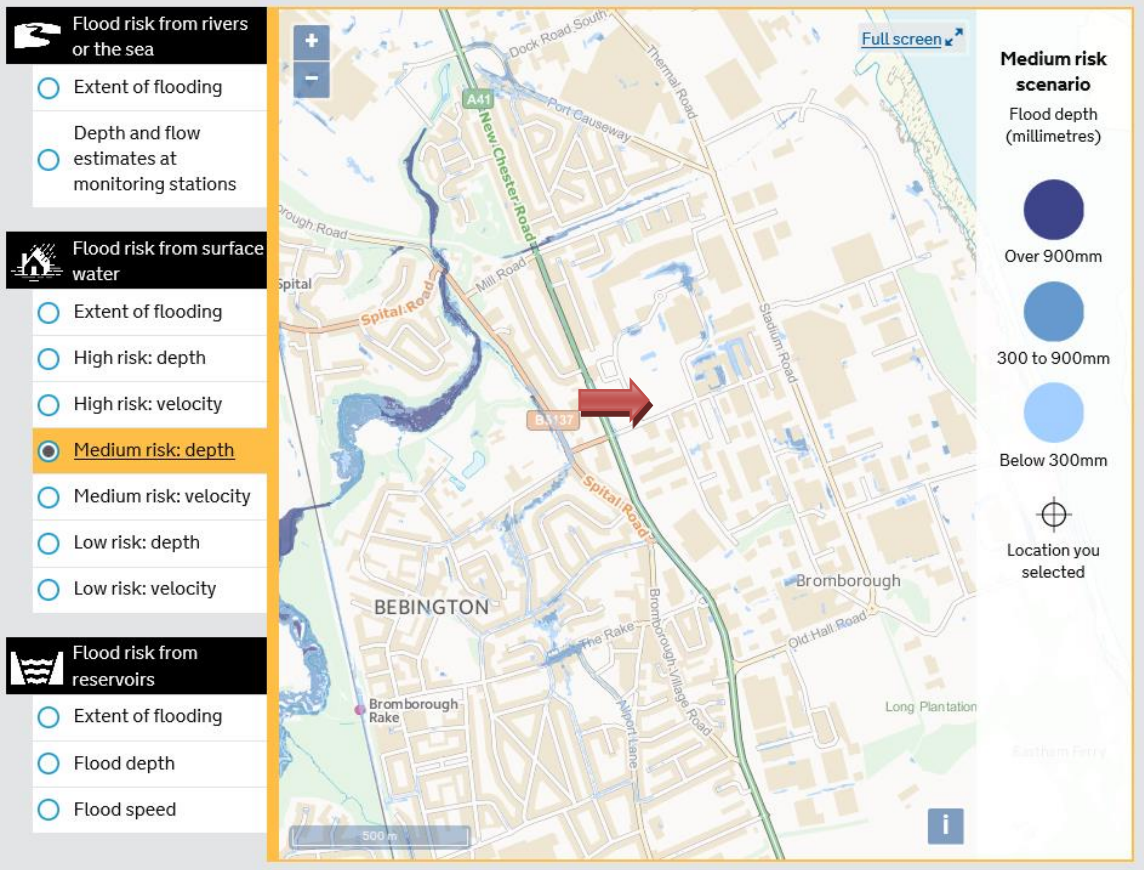 Flood risk from rivers
or the sea
Extent of flooding
Depth and flow
estimates at
monitoring stations
Flood risk from surface
water
Extent of flooding
High risk: depth
High risk: velocity
Medium risk: depth
Medium risk: velocity
Low risk: depth
Low risk: velocity
Flood risk from
reservoirs
Extent of flooding
Flood depth
Flood speed
+
−
Full screen
Dock Road South
Thermal Road
A41
Port Causeway
New Chester Road
orough Road
Mill Road
Spital
Spital Road
Stadium Road
B5137
Spital Road
BEBINGTON
Bromborough
Old Hall Road
The Rake
Bromborough Village Road
Bromborough
Rake
Allport Lane
Long Plantation
Eastham Ferry
500 m
i
Medium risk
scenario
Flood depth
(millimetres)
Over 900mm
300 to 900mm
Below 300mm
Location you
selected